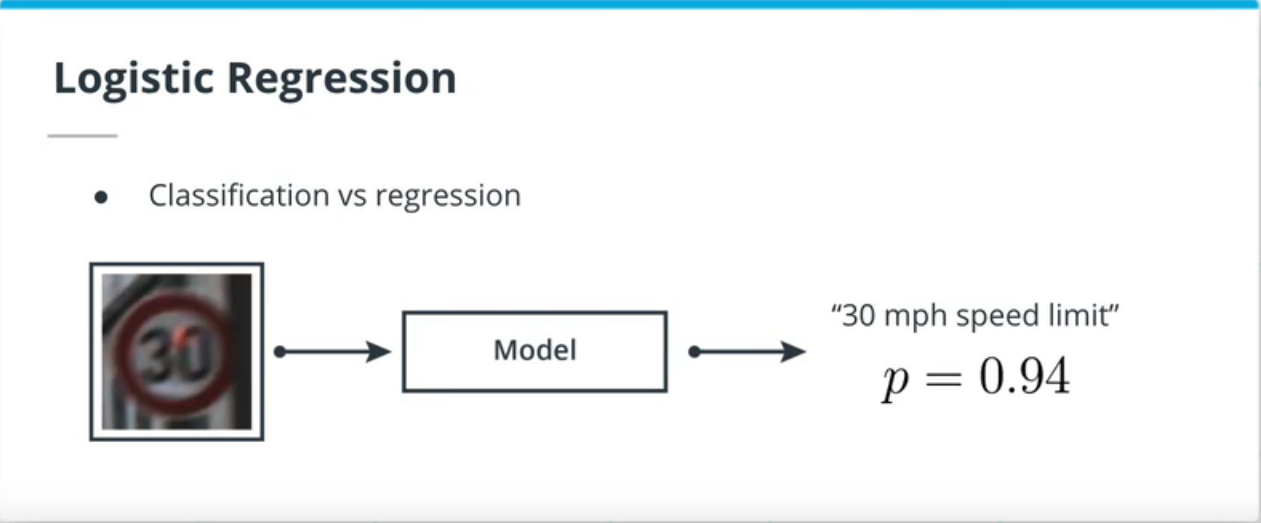 Logistic Regression
● Classification vs regression
30
Model
“30 mph speed limit”
p = 0.94